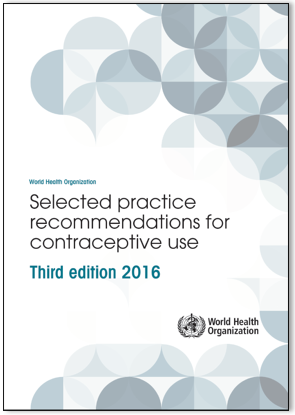 World Health Organization
Selected practice
recommendations for
contraceptive use
Third edition 2016
World Health
Organization